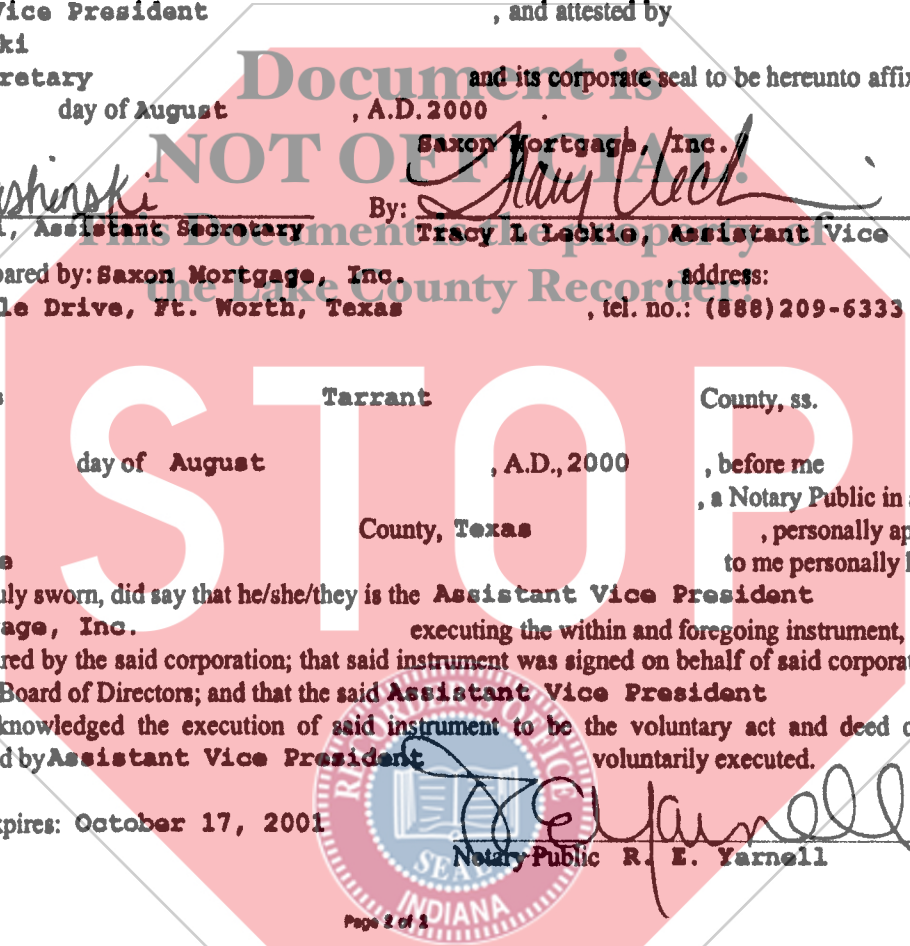 Vice President , and attested by
ki
retary and its corporate seal to be hereunto affix
day of August , A.D. 2000 .
Document is
NOT OFFICIAL!
This Document is the property of
the Lake County Recorder!
Saxon Mortgage, Inc.
shinski By: Tracy Leck
, Assistant Secretary Tracy L Leckie, Assistant Vice
pared by: Saxon Mortgage, Inc. , address:
le Drive, Ft. Worth, Texas , tel. no.: (888)209-6333
STOP
s Tarrant County, ss.
day of August , A.D., 2000 , before me
, a Notary Public in
County, Texas , personally ap
e to me personally
uly sworn, did say that he/she/they is the Assistant Vice President
age, Inc. executing the within and foregoing instrument,
red by the said corporation; that said instrument was signed on behalf of said corporat
Board of Directors; and that the said Assistant Vice President
knowledged the execution of said instrument to be the voluntary act and deed o
d by Assistant Vice President voluntarily executed.
RECORDER'S OFFICE
SEAL
INDIANA
xpires: October 17, 2001
R E Yarnell
Notary Public R. E. Yarnell
Page 2 of 2